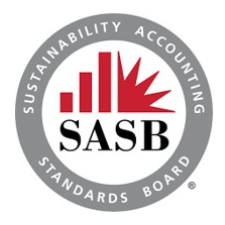 SUSTAINABILITY ACCOUNTING
SASB
STANDARDS BOARD
®